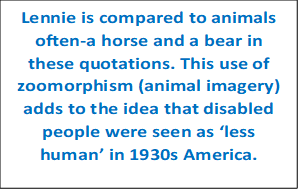 Lennie is compared to animals
often-a horse and a bear in
these quotations. This use of
zoomorphism (animal imagery)
adds to the idea that disabled
people were seen as ‘less
human’ in 1930s America.